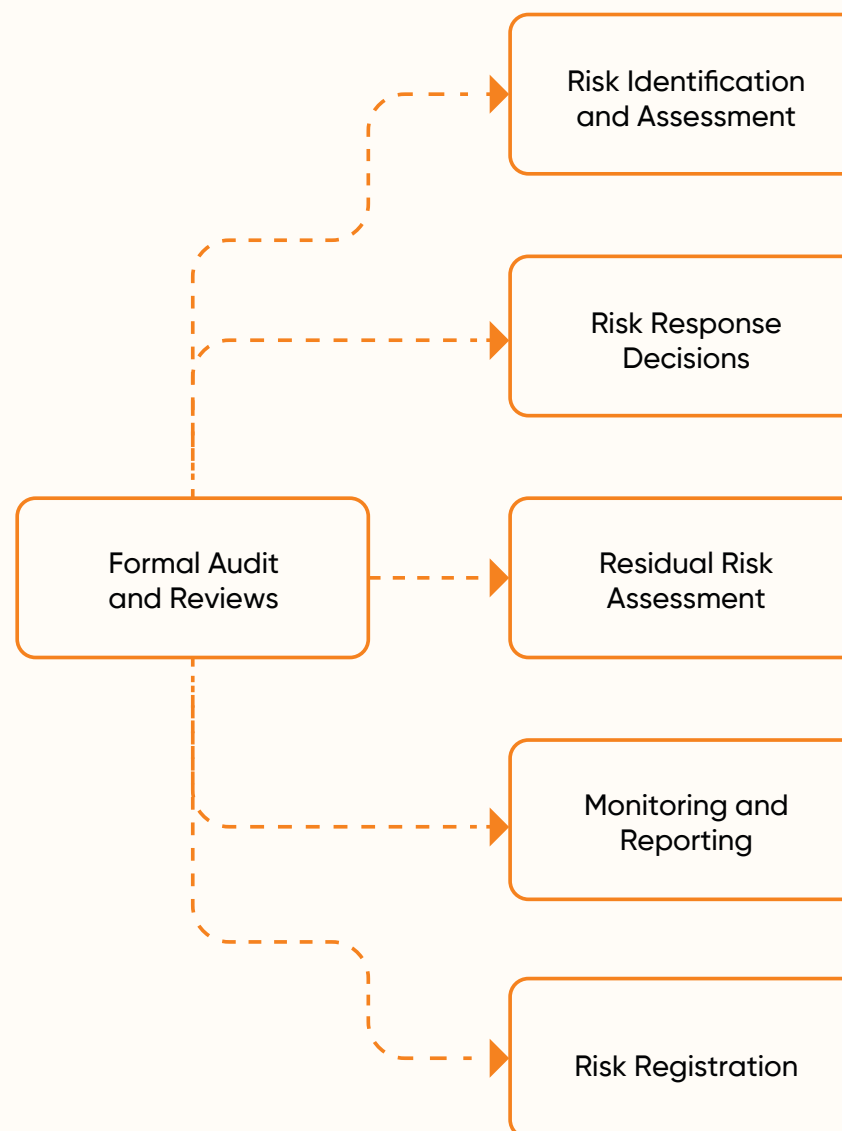 Risk Identification
and Assessment
Risk Response
Decisions
Formal Audit
and Reviews
Residual Risk
Assessment
Monitoring and
Reporting
Risk Registration